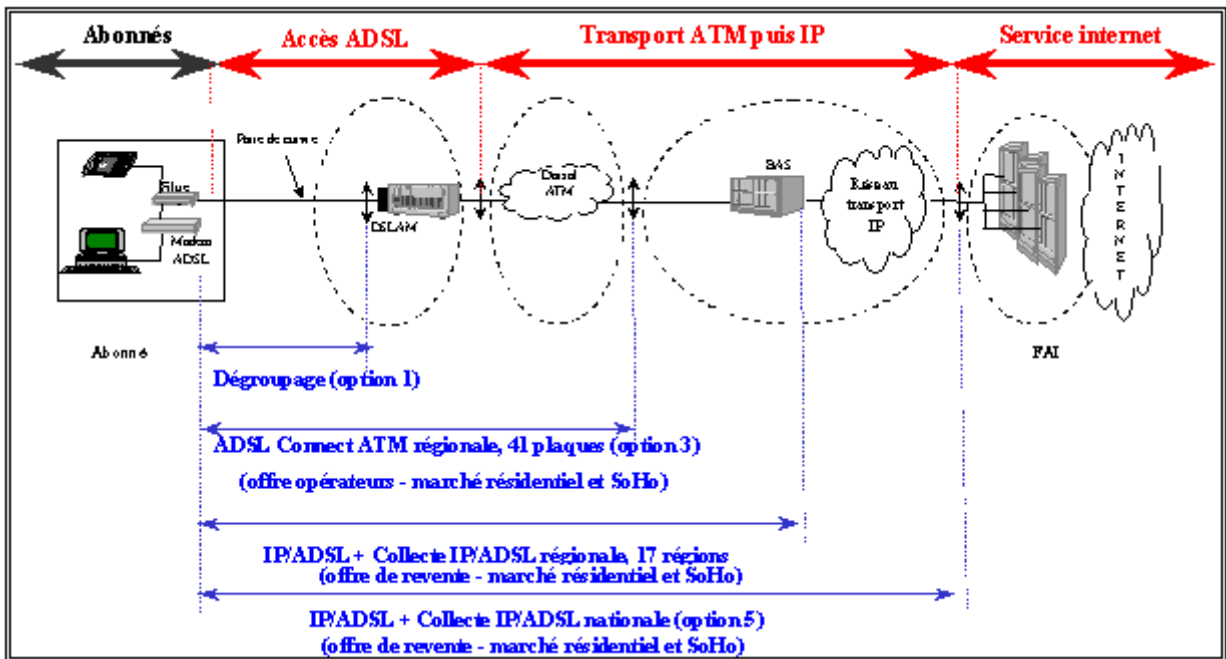 Abonnés
Accès ADSL
Transport ATM puis IP
Service internet
Paire de cuivre
Filtre
Modem
ADSL
DSLAM
Dorsal
ATM
BAS
Réseau
transport
IP
INTERNET
Abonné
FAI
Dégroupage (option 1)
ADSL Connect ATM régionale, 41 plaques (option 3)
(offre opérateurs - marché résidentiel et SoHo)
IP/ADSL + Collecte IP/ADSL régionale, 17 régions
(offre de revente - marché résidentiel et SoHo)
IP/ADSL + Collecte IP/ADSL nationale (option 5)
(offre de revente - marché résidentiel et SoHo)